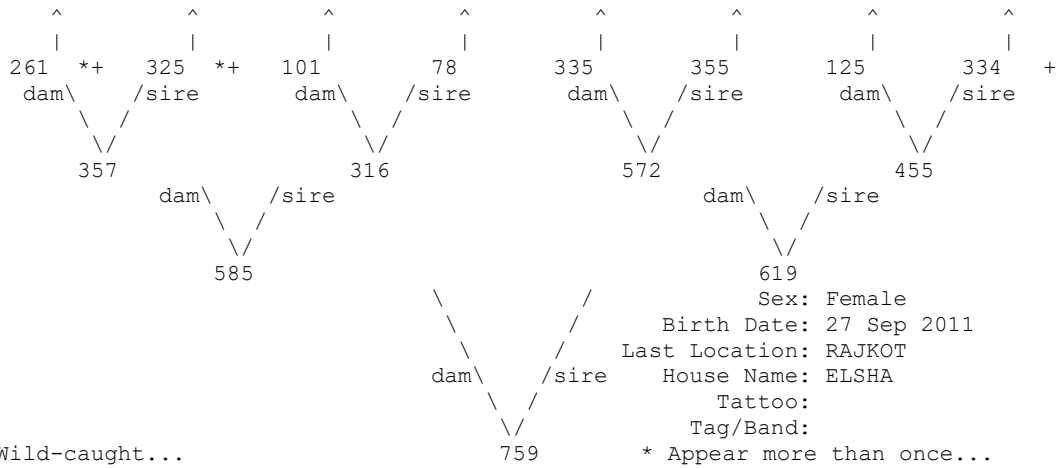 ^ ^ ^ ^ ^ ^ ^ ^
| | | | | | | |
261 *+ 325 *+ 101 78 335 355 125 334 +
dam\ /sire dam\ /sire dam\ /sire dam\ /sire
\ / \ / \ / \ /
\/ \/ \/ \/
357 316 572 455
dam\ /sire dam\ /sire
\ / \ /
\/ \/
585 619
\ / Sex: Female
\ / Birth Date: 27 Sep 2011
\ / Last Location: RAJKOT
dam\ /sire House Name: ELSHA
\ / Tattoo:
\/ Tag/Band:
Wild-caught... 759 * Appear more than once...